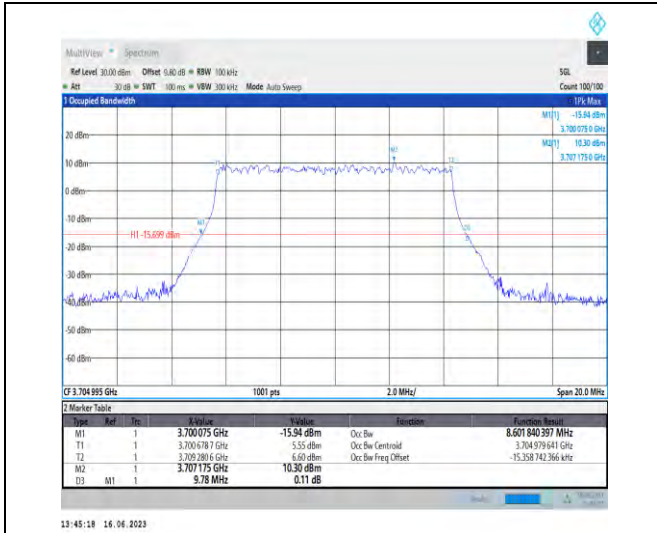 MultiView Spectrum
Ref Level 30.00 dBm Offset 0.80 dB RBW 100 kHz SGL
Att 30 dB SWT 100 ms VBW 300 kHz Mode Auto Sweep Count 100/100
1 Occupied Bandwidth 1Pk Max
M1[1] -15.94 dBm
3.700 075 0 GHz
M2[1] 10.30 dBm
3.707 175 0 GHz
20 dBm
M2
T1 T2
10 dBm
0 dBm
-10 dBm
M1
D3
H1 -15.699 dBm
-20 dBm
-30 dBm
-40 dBm
-50 dBm
-60 dBm
CF 3.704 995 GHz 1001 pts 2.0 MHz/ Span 20.0 MHz
2 Marker Table
Type Ref Trc X-Value Y-Value Function Function Result
M1 1 3.700 075 GHz -15.94 dBm Occ Bw 8.601 840 397 MHz
T1 1 3.700 678 7 GHz 5.55 dBm Occ Bw Centroid 3.704 979 641 GHz
T2 1 3.709 280 6 GHz 6.60 dBm Occ Bw Freq Offset -15.358 742 366 kHz
M2 1 3.707 175 GHz 10.30 dBm
D3 M1 1 9.78 MHz 0.11 dB
13:45:18 16.06.2023